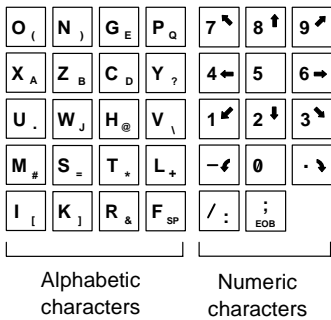 O ( N ) G E P Q 7 ⬉ 8 ⬆ 9 ⬈
X A Z B C D Y ? 4 ⬅ 5 6 ➡
U . W J H @ V \ 1 ⬋ 2 ⬇ 3 ⬊
M # S = T * L + - 0 .
I [ K ] R & F SP / : ; EOB
Alphabetic characters
Numeric characters